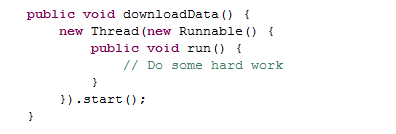 public void downloadData() {
    new Thread(new Runnable() {
        public void run() {
            // Do some hard work
        }
    }).start();
}